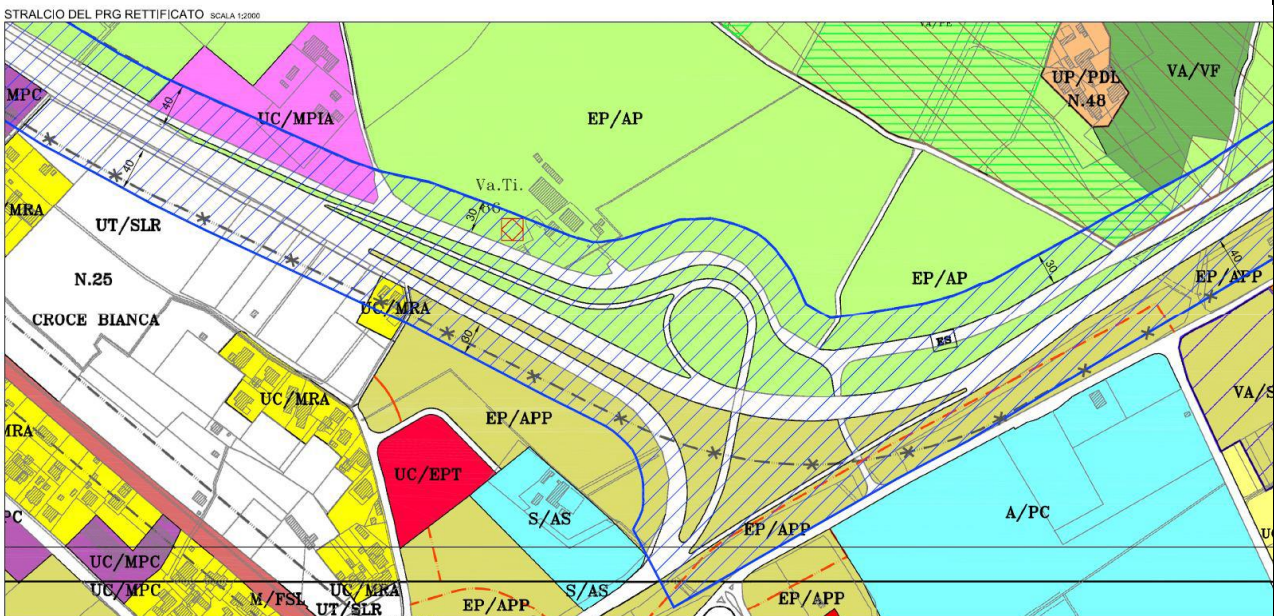 STRALCIO DEL PRG RETTIFICATO SCALA 1:2000
VA/PE
UP/PDL
N.48
VA/VF
MPC
40
UC/MPIA
EP/AP
40
Va.Ti.
66
30
/MRA
UT/SLR
N.25
CROCE BIANCA
UC/MRA
30
EP/AP
30
40
EP/APP
ES
UC/MRA
EP/APP
VA/S
MRA
UC/EPT
S/AS
EP/APP
A/PC
PC
UC/MPC
UC/MPC
M/FSL
UC/MRA
UT/SLR
EP/APP
S/AS
EP/APP